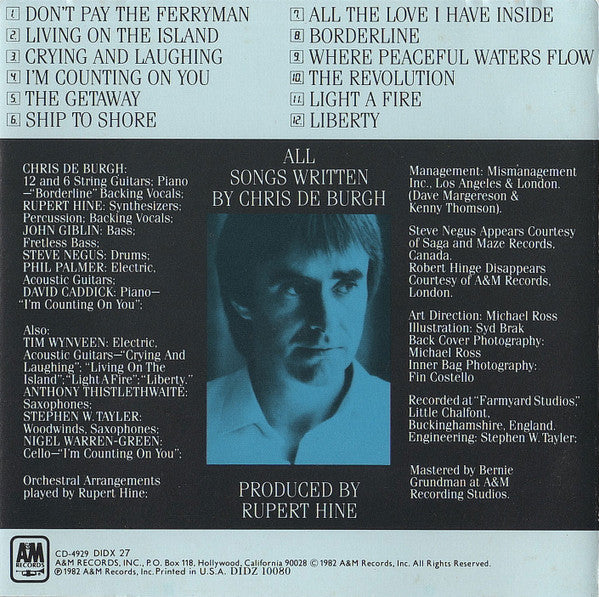 1 DON'T PAY THE FERRYMAN
2 LIVING ON THE ISLAND
3 CRYING AND LAUGHING
4 I'M COUNTING ON YOU
5 THE GETAWAY
6 SHIP TO SHORE
7 ALL THE LOVE I HAVE INSIDE
8 BORDERLINE
9 WHERE PEACEFUL WATERS FLOW
10 THE REVOLUTION
11 LIGHT A FIRE
12 LIBERTY
CHRIS DE BURGH:
12 and 6 String Guitars; Piano
–"Borderline" Backing Vocals;
RUPERT HINE: Synthesizers;
Percussion; Backing Vocals;
JOHN GIBLIN: Bass;
Fretless Bass;
STEVE NEGUS: Drums;
PHIL PALMER: Electric,
Acoustic Guitars;
DAVID CADDICK: Piano–
"I'm Counting On You";
Also:
TIM WYNVEEN: Electric,
Acoustic Guitars–"Crying And
Laughing"; "Living On The
Island"; "Light A Fire"; "Liberty."
ANTHONY THISTLETHWAITE:
Saxophones;
STEPHEN W. TAYLER:
Woodwinds, Saxophones;
NIGEL WARREN-GREEN:
Cello–"I'm Counting On You";
Orchestral Arrangements
played by Rupert Hine;
ALL
SONGS WRITTEN
BY CHRIS DE BURGH
PRODUCED BY
RUPERT HINE
Management: Mismanagement
Inc., Los Angeles & London.
(Dave Margereson &
Kenny Thomson).
Steve Negus Appears Courtesy
of Saga and Maze Records,
Canada.
Robert Hinge Disappears
Courtesy of A&M Records,
London.
Art Direction: Michael Ross
Illustration: Syd Brak
Back Cover Photography:
Michael Ross
Inner Bag Photography:
Fin Costello
Recorded at "Farmyard Studios,"
Little Chalfont,
Buckinghamshire, England.
Engineering: Stephen W. Tayler;
Mastered by Bernie
Grundman at A&M
Recording Studios.
A&M
RECORDS
®
CD-4929 DIDX 27
A&M RECORDS, INC., P.O. Box 118, Hollywood, California 90028 © 1982 A&M Records, Inc. All Rights Reserved.
℗ 1982 A&M Records, Inc. Printed in U.S.A. DIDZ 10080